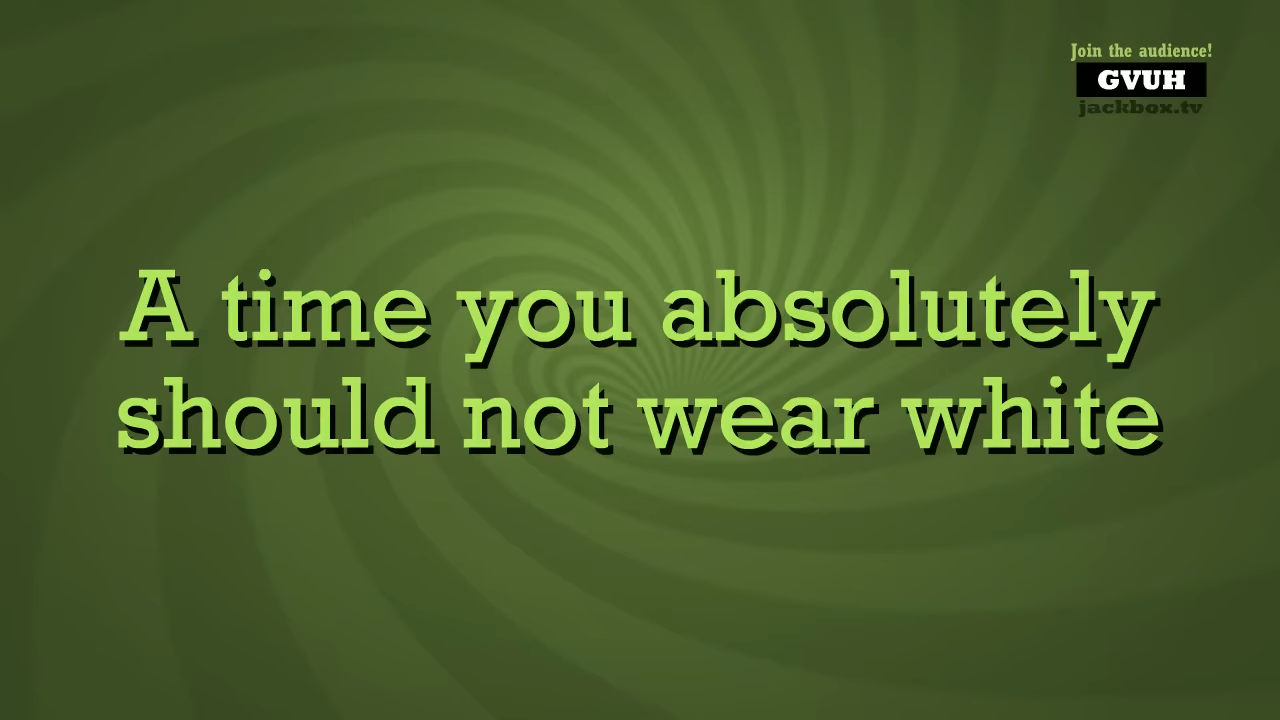 Join the audience!
GVUH
jackbox.tv
A time you absolutely
should not wear white